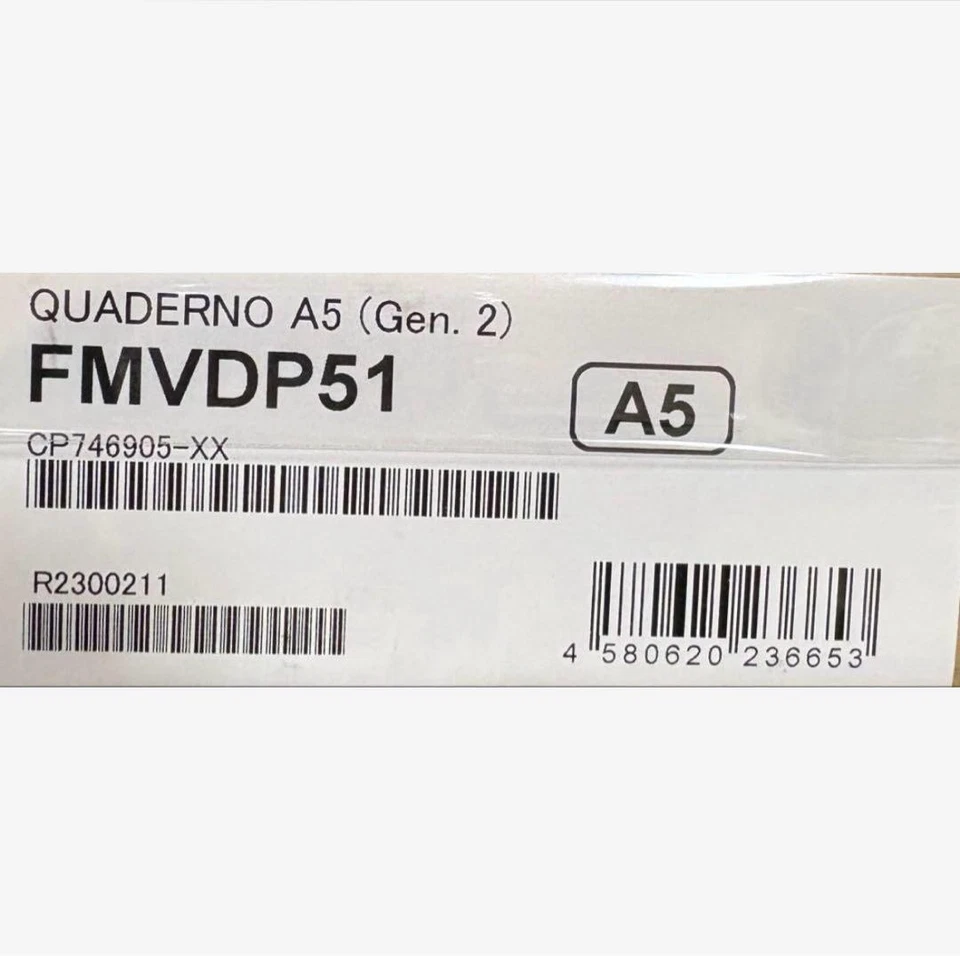 QUADERNO A5 (Gen. 2)
FMVDP51
A5
CP746905-XX
R2300211
4 580620 236653